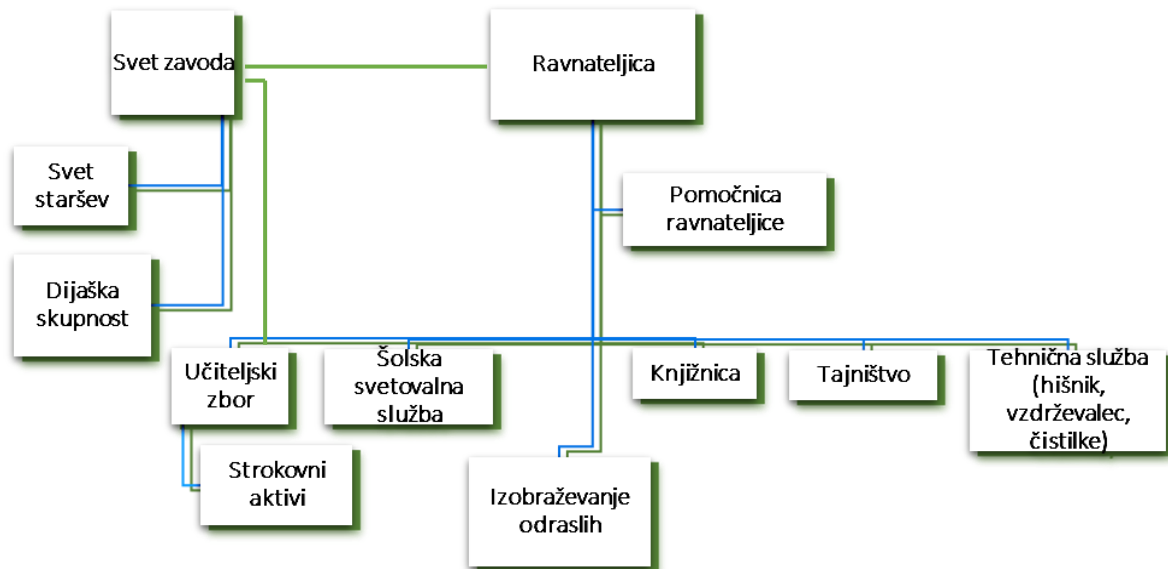 Svet zavoda
Ravnateljica
Svet
staršev
Pomočnica
ravnateljice
Dijaška
skupnost
Učiteljski
zbor
Šolska
svetovalna
služba
Knjižnica
Tajništvo
Tehnična služba
(hišnik,
vzdrževalec,
čistilke)
Strokovni
aktivi
Izobraževanje
odraslih